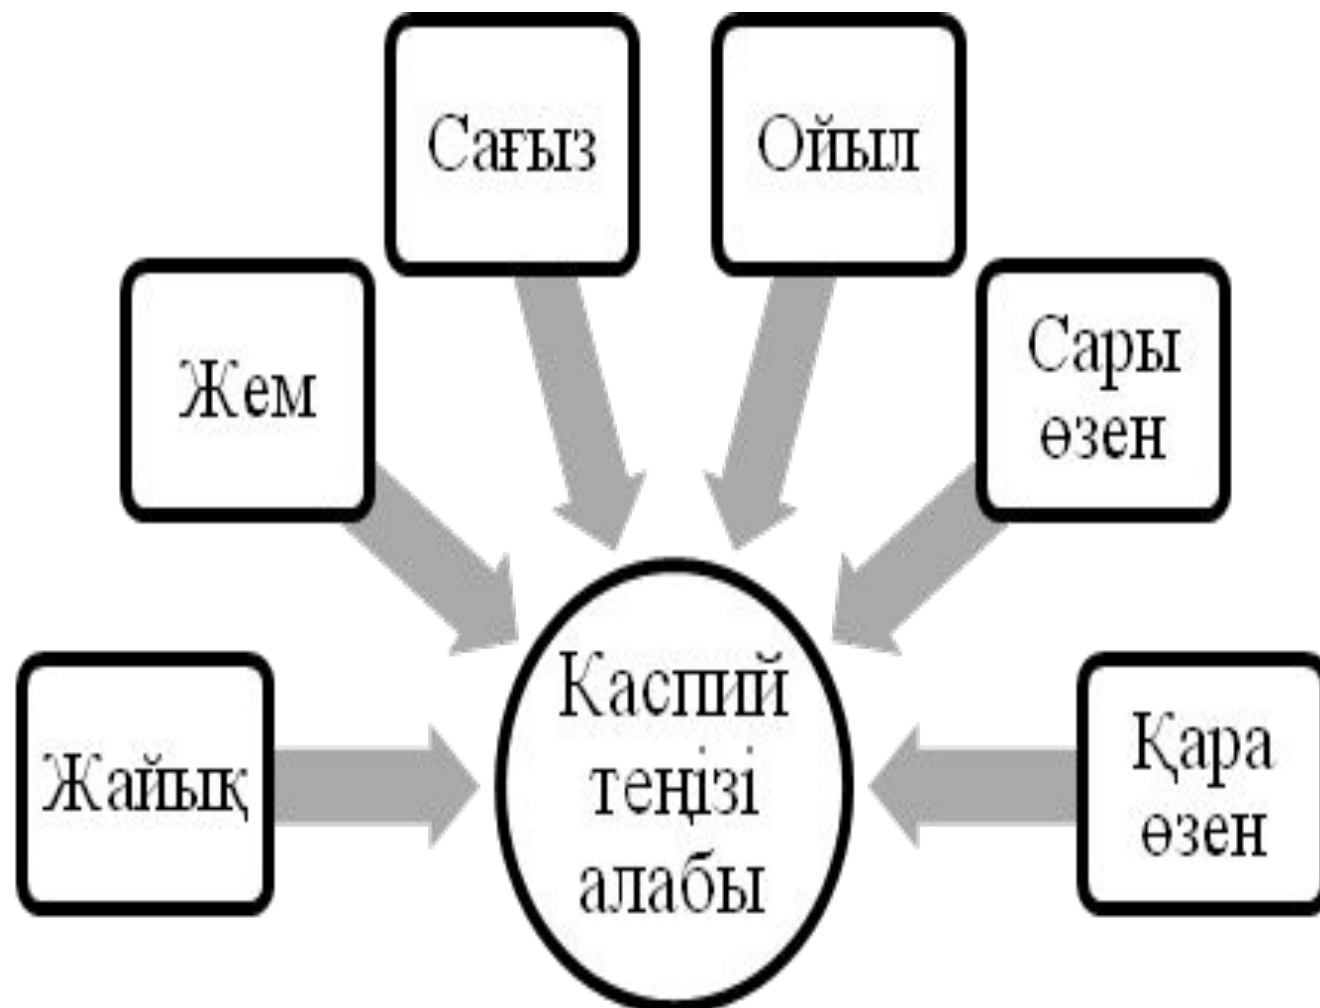 Сағыз
Ойыл
Жем
Сары
өзен
Жайық
Каспий
теңізі
алабы
Қара
өзен